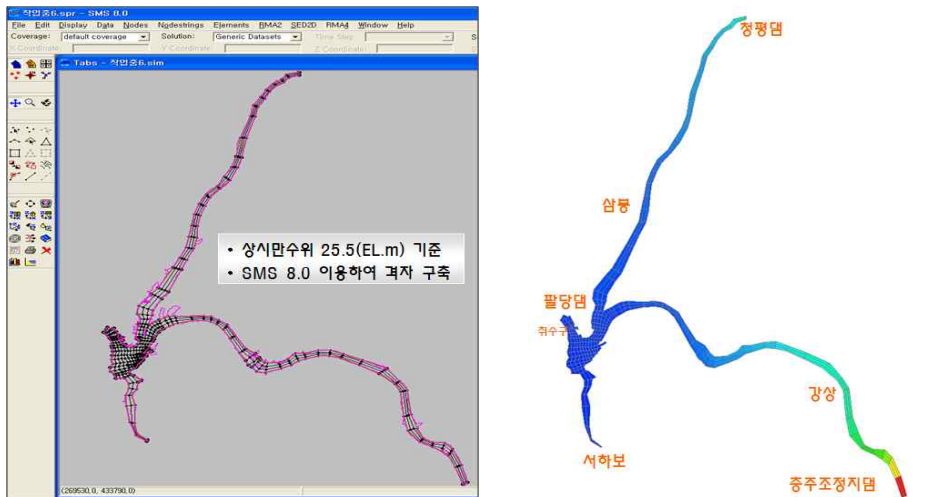 작업중6.spr - SMS 8.0
File Edit Display Data Nodes Nodestrings Elements RMA2 SED2D RMA4 Window Help
Coverage: default coverage Solution: Generic Datasets Time Step S
X Coordinate: Y Coordinate: Z Coordinate:
Tabs - 작업중6.sim
• 상시만수위 25.5(EL.m) 기준
• SMS 8.0 이용하여 격자 구축
(269530.0, 433790.0)
청평댐
삼봉
팔당댐
취수구
강상
서하보
충주조정지댐